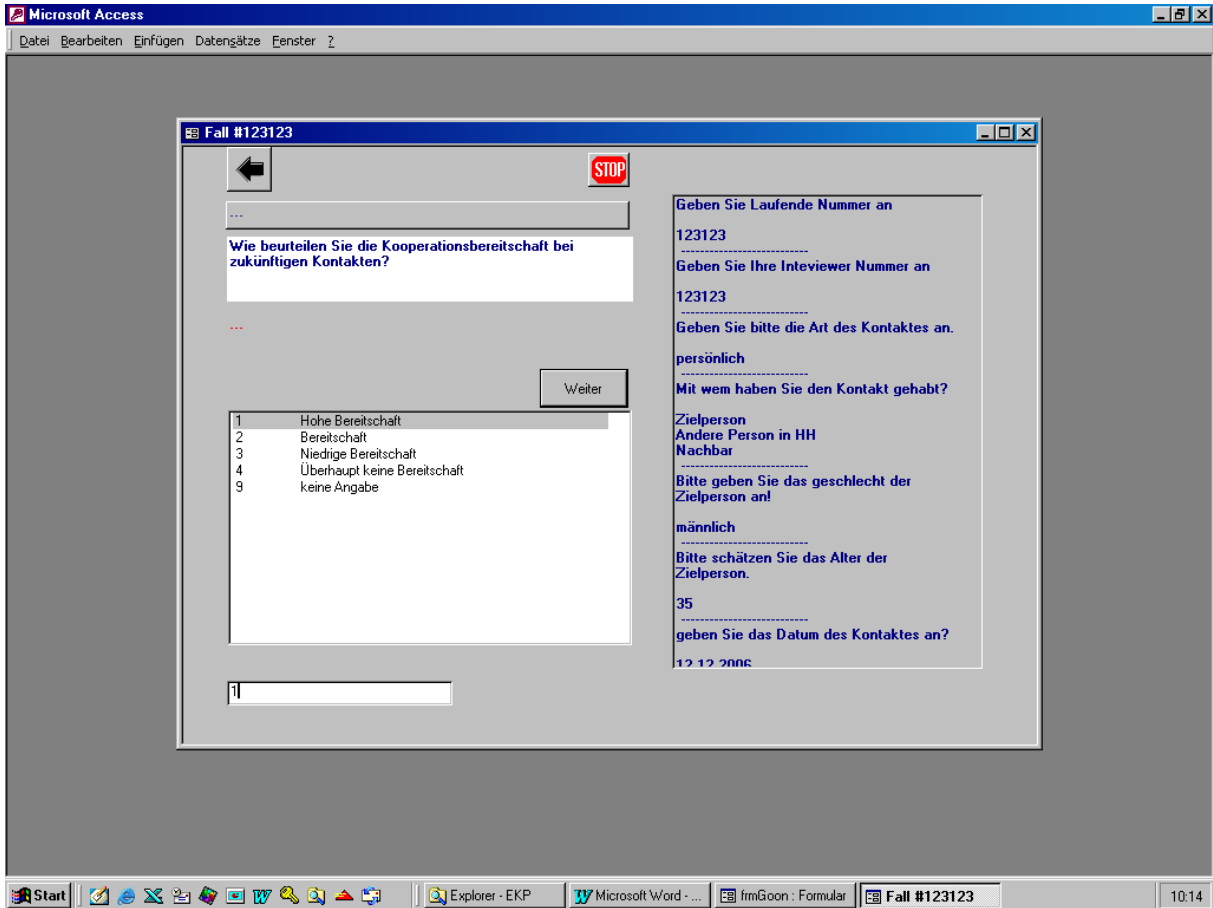 Microsoft Access
Datei Bearbeiten Einfügen Datensätze Fenster ?
Fall #123123
STOP
...
Wie beurteilen Sie die Kooperationsbereitschaft bei
zukünftigen Kontakten?
...
Weiter
1 Hohe Bereitschaft
2 Bereitschaft
3 Niedrige Bereitschaft
4 Überhaupt keine Bereitschaft
9 keine Angabe
1
Geben Sie Laufende Nummer an
123123
---------------------------
Geben Sie Ihre Inteviewer Nummer an
123123
---------------------------
Geben Sie bitte die Art des Kontaktes an.
persönlich
---------------------------
Mit wem haben Sie den Kontakt gehabt?
Zielperson
Andere Person in HH
Nachbar
---------------------------
Bitte geben Sie das geschlecht der
Zielperson an!
männlich
---------------------------
Bitte schätzen Sie das Alter der
Zielperson.
35
---------------------------
geben Sie das Datum des Kontaktes an?
12.12.2006
Start Explorer - EKP Microsoft Word - ... frmGoon : Formular Fall #123123 10:14